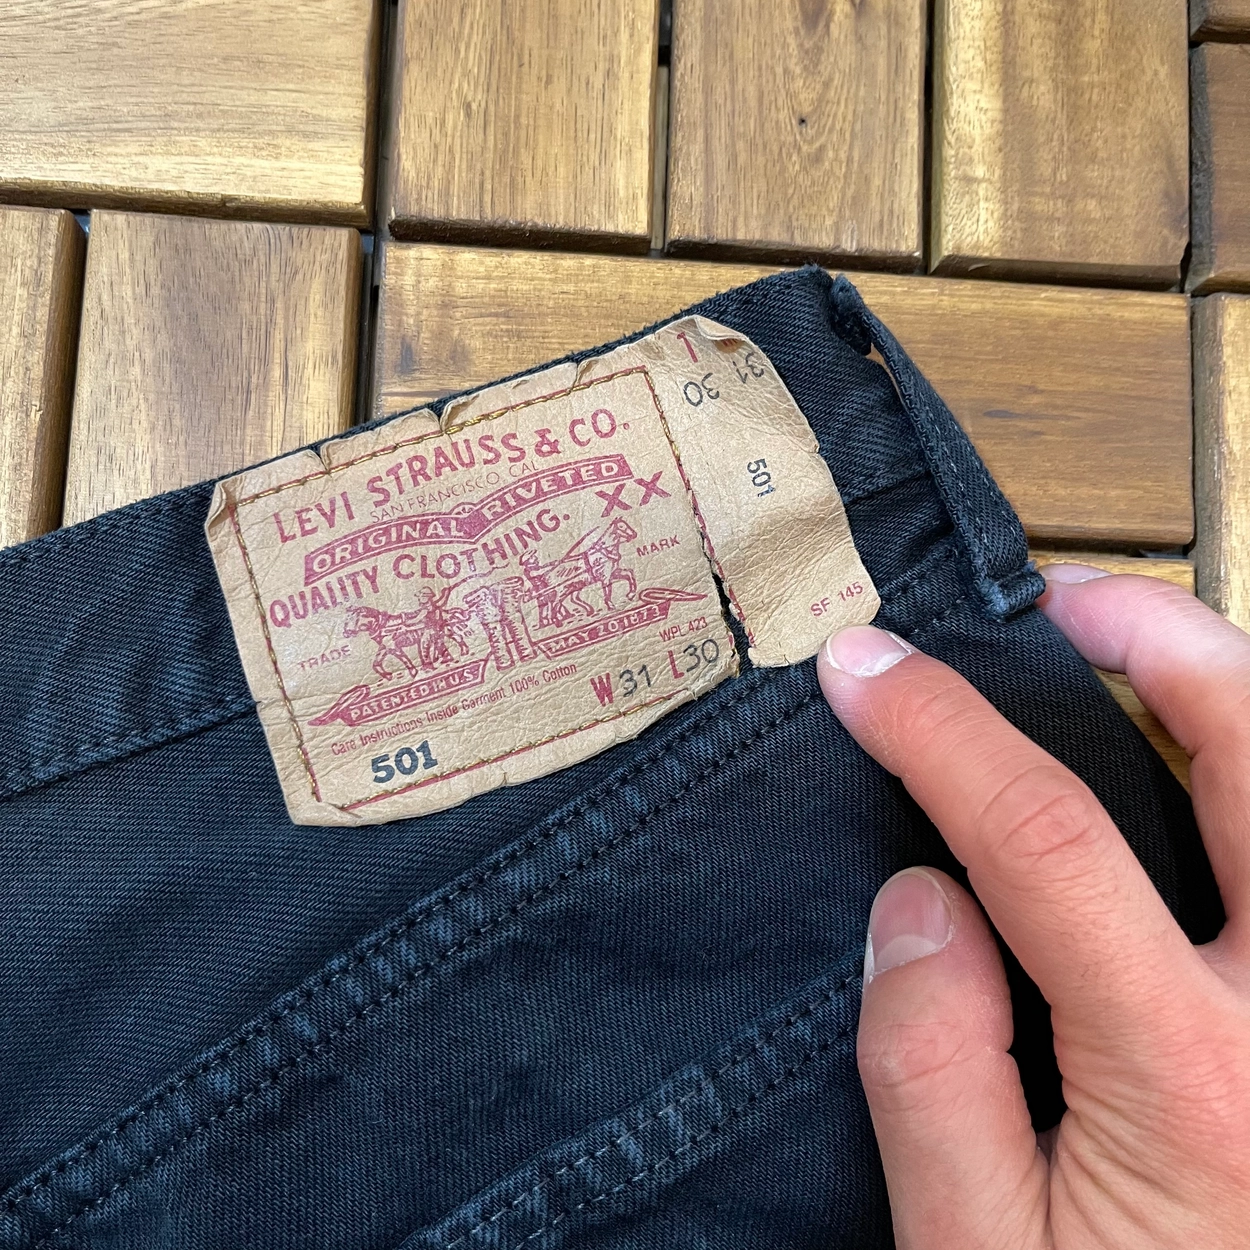 LEVI STRAUSS & CO.
SAN FRANCISCO CAL
ORIGINAL RIVETED
QUALITY CLOTHING. XX
TRADE MARK
PATENTED IN U.S. MAY 20 1873
WPL 423
Care Instructions Inside Garment 100% Cotton
W 31 L 30
501
1
31
30
501
SF 145